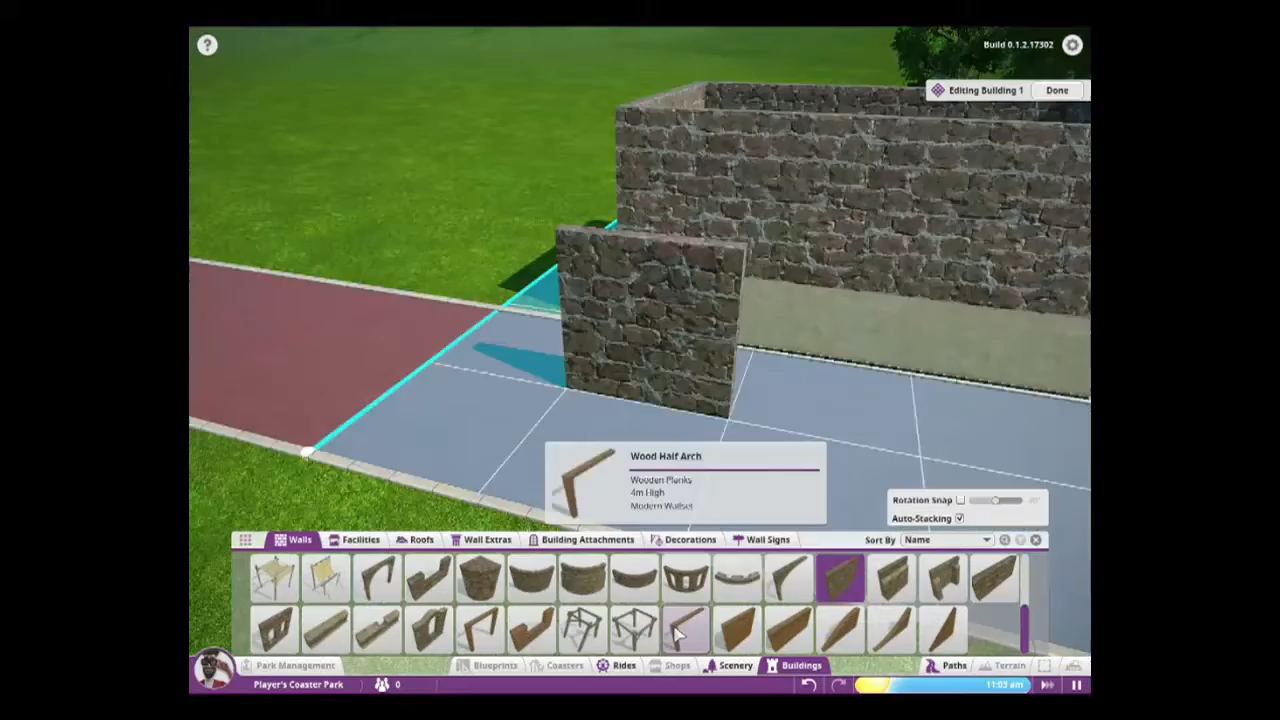 ?
Build 0.1.2.17302
Editing Building 1
Done
Wood Half Arch
Wooden Planks
4m High
Modern Wallset
Rotation Snap
Auto-Stacking
Walls
Facilities
Roofs
Wall Extras
Building Attachments
Decorations
Wall Signs
Sort By
Name
Park Management
Blueprints
Coasters
Rides
Shops
Scenery
Buildings
Paths
Terrain
Player's Coaster Park
0
11:03 am